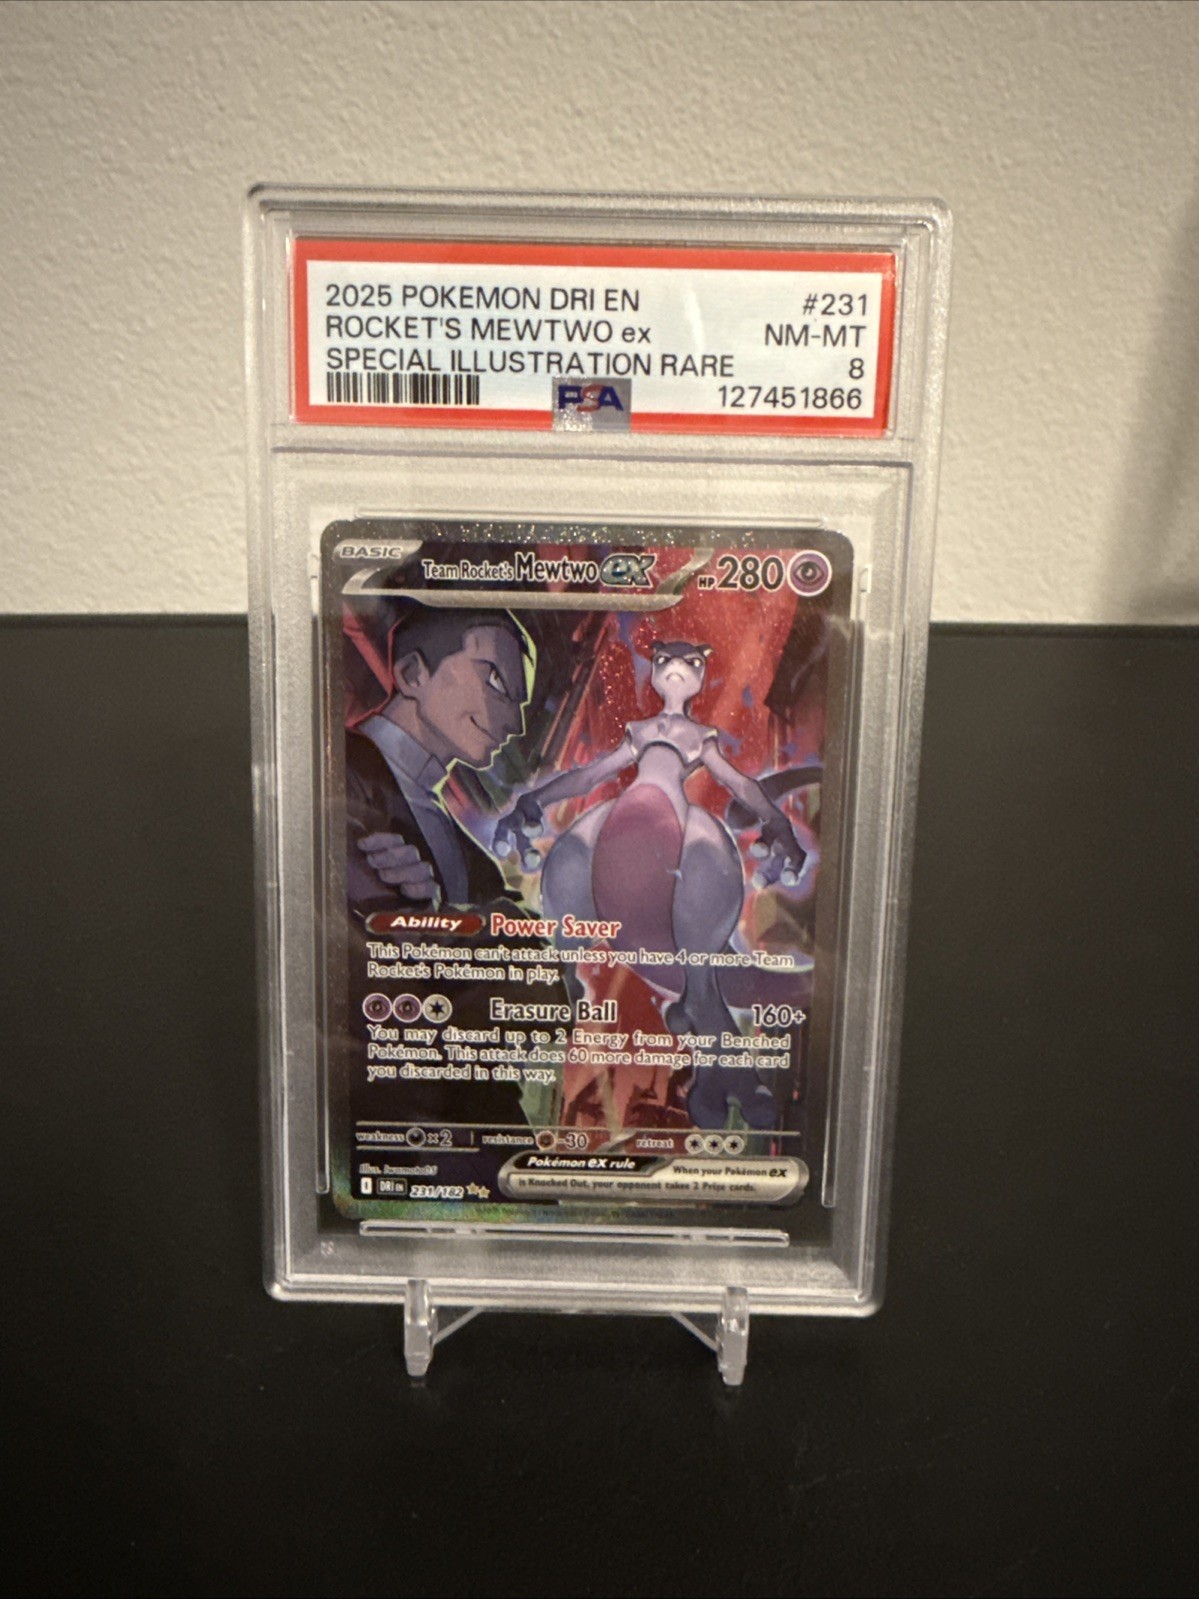 2025 POKEMON DRI EN #231
ROCKET'S MEWTWO ex NM-MT
SPECIAL ILLUSTRATION RARE 8
PSA 127451866
BASIC Team Rocket's Mewtwo ex HP 280
Ability Power Saver
This Pokémon can't attack unless you have 4 or more Team
Rocket's Pokémon in play.
Erasure Ball 160+
You may discard up to 2 Energy from your Benched
Pokémon. This attack does 60 more damage for each card
you discarded in this way.
weakness ×2 resistance -30 retreat
Illus. Iwamoto05
Pokémon ex rule When your Pokémon ex
is Knocked Out, your opponent takes 2 Prize cards.
I DRI EN 231/182